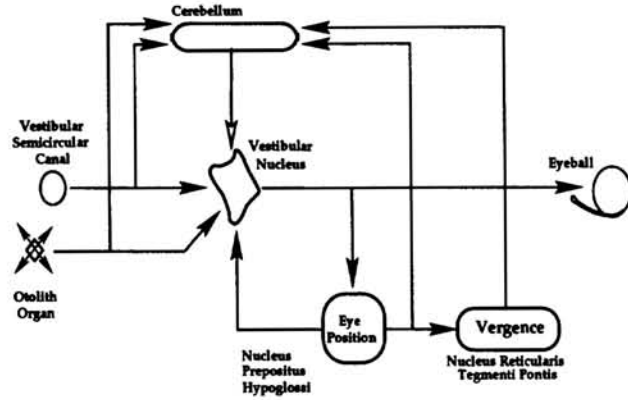 Cerebellum
Vestibular
Semicircular
Canal
Vestibular
Nucleus
Eyeball
Otolith
Organ
Eye
Position
Vergence
Nucleus
Prepositus
Hypoglossi
Nucleus Reticularis
Tegmenti Pontis